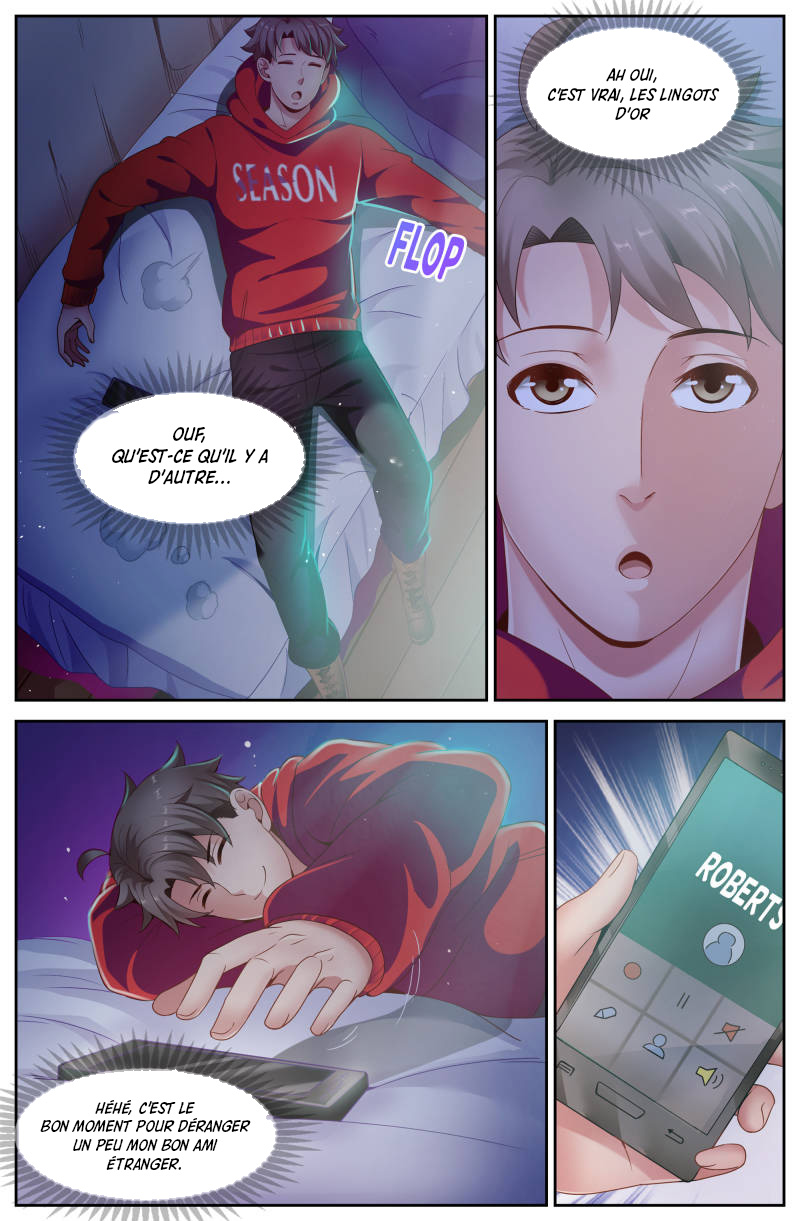 SEASON
FLOP
OUF,
QU'EST-CE QU'IL Y A
D'AUTRE...
AH OUI,
C'EST VRAI, LES LINGOTS
D'OR
HÉHÉ, C'EST LE
BON MOMENT POUR DÉRANGER
UN PEU MON BON AMI
ÉTRANGER.
ROBERTS